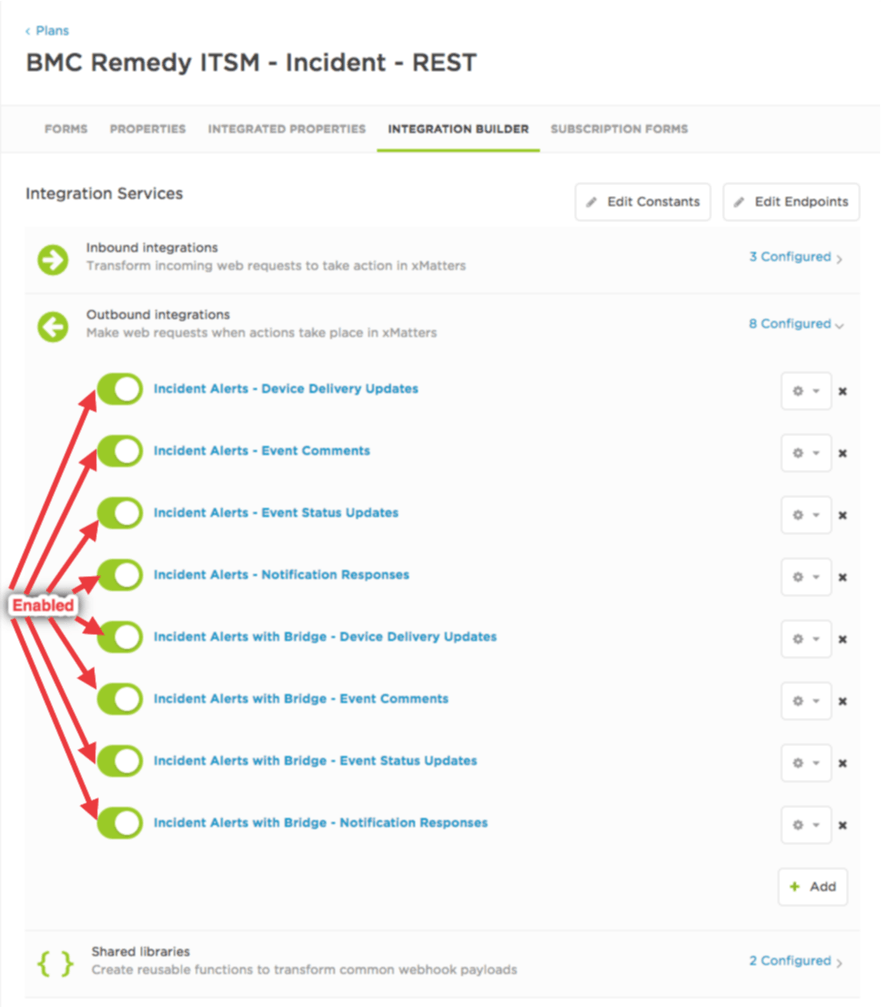 ‹ Plans
BMC Remedy ITSM - Incident - REST
FORMS PROPERTIES INTEGRATED PROPERTIES INTEGRATION BUILDER SUBSCRIPTION FORMS
Integration Services
Edit Constants Edit Endpoints
Inbound integrations
Transform incoming web requests to take action in xMatters
3 Configured
Outbound integrations
Make web requests when actions take place in xMatters
8 Configured
Incident Alerts - Device Delivery Updates
Incident Alerts - Event Comments
Incident Alerts - Event Status Updates
Incident Alerts - Notification Responses
Enabled
Incident Alerts with Bridge - Device Delivery Updates
Incident Alerts with Bridge - Event Comments
Incident Alerts with Bridge - Event Status Updates
Incident Alerts with Bridge - Notification Responses
+ Add
{ } Shared libraries
Create reusable functions to transform common webhook payloads
2 Configured